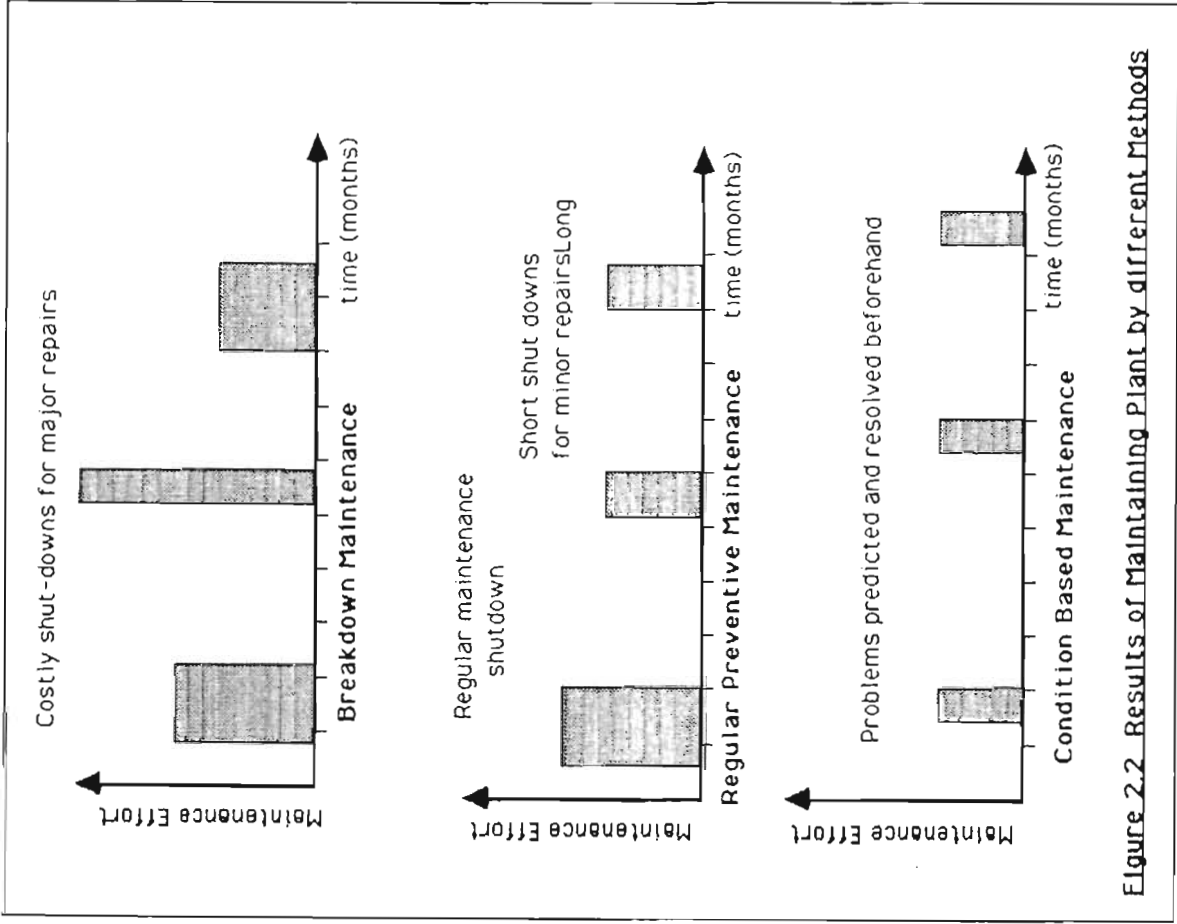 Costly shut-downs for major repairs
Maintenance Effort
time (months)
Breakdown Maintenance
Regular maintenance
shutdown
Short shut downs
for minor repairsLong
Maintenance Effort
time (months)
Regular Preventive Maintenance
Problems predicted and resolved beforehand
Maintenance Effort
time (months)
Condition Based Maintenance
Figure 2.2 Results of Maintaining Plant by different Methods